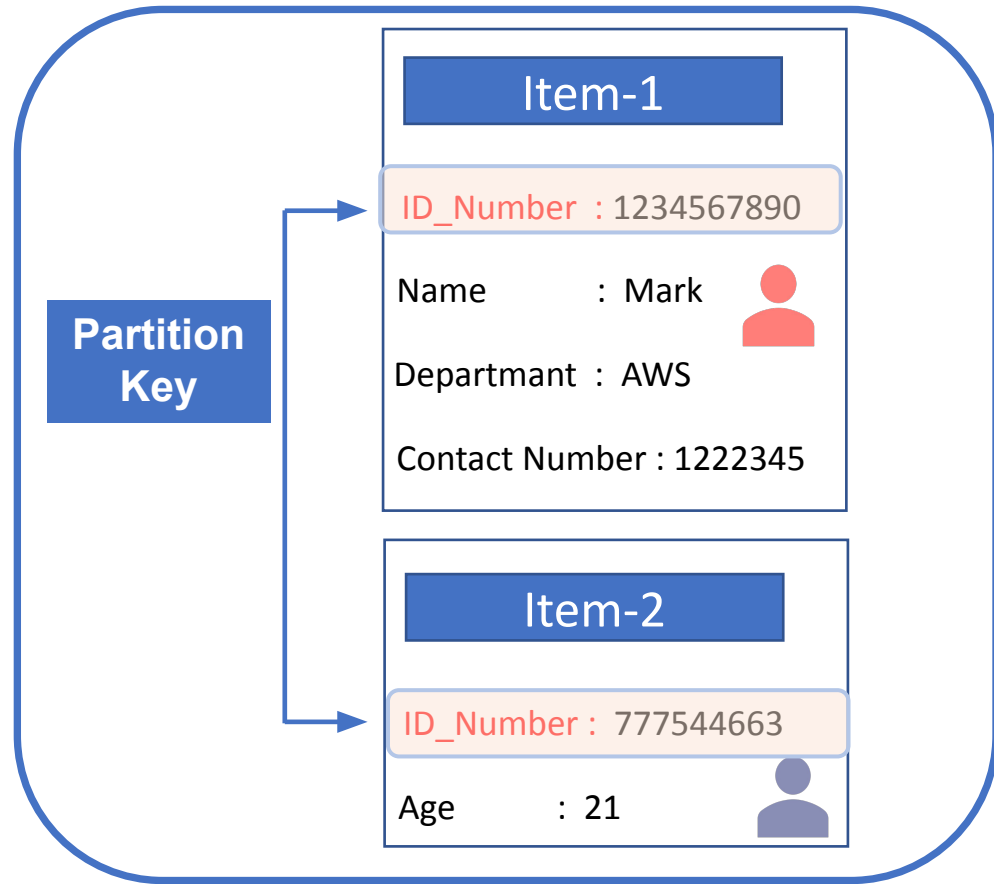 Item-1
ID_Number : 1234567890
Name : Mark
Partition
Key
Departmant : AWS
Contact Number : 1222345
Item-2
ID_Number : 777544663
Age : 21